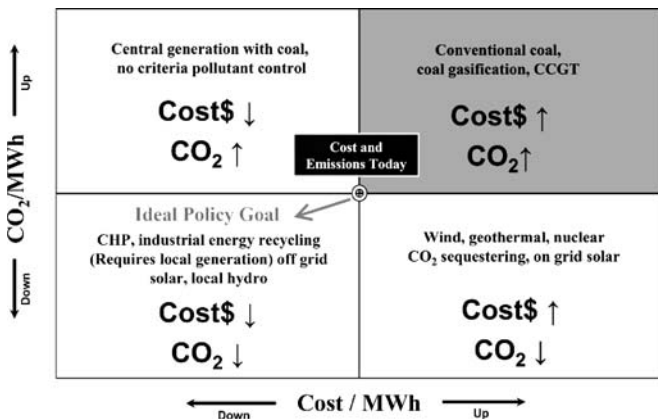 Central generation with coal,
no criteria pollutant control
Cost$ ↓
CO₂ ↑
Conventional coal,
coal gasification, CCGT
Cost$ ↑
CO₂↑
Cost and
Emissions Today
Ideal Policy Goal
CHP, industrial energy recycling
(Requires local generation) off grid
solar, local hydro
Cost$ ↓
CO₂ ↓
Wind, geothermal, nuclear
CO₂ sequestering, on grid solar
Cost$ ↑
CO₂ ↓
Up
CO₂/MWh
Down
Cost / MWh
Down
Up